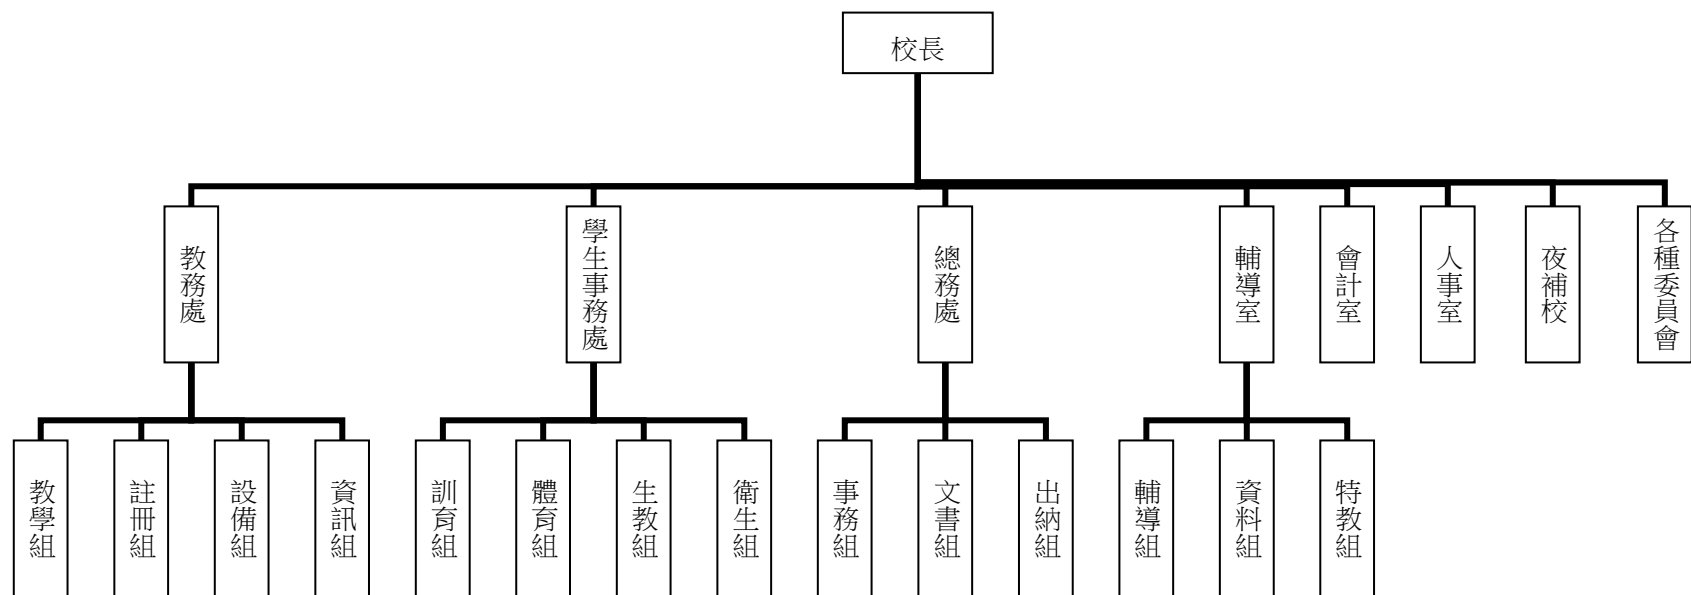 校長
教務處
學生事務處
總務處
輔導室
會計室
人事室
夜補校
各種委員會
教學組
註冊組
設備組
資訊組
訓育組
體育組
生教組
衛生組
事務組
文書組
出納組
輔導組
資料組
特教組